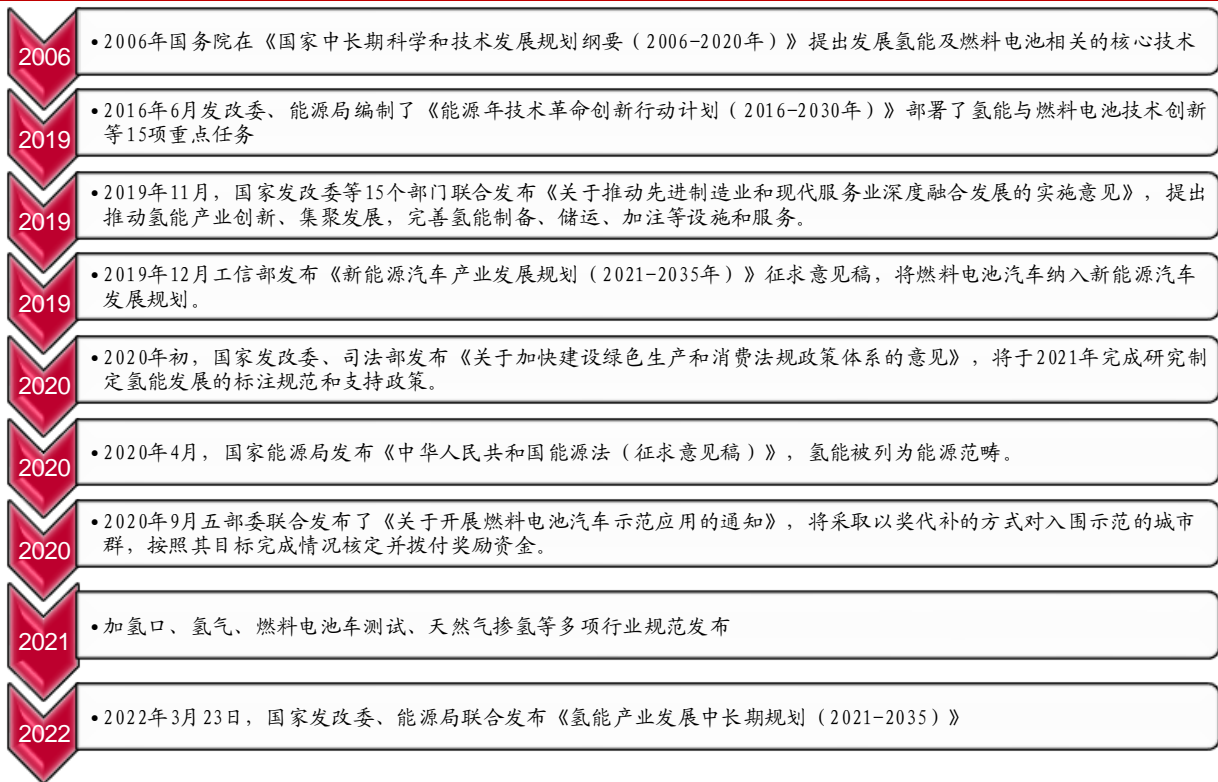 2006
•2006年国务院在《国家中长期科学和技术发展规划纲要（2006-2020年）》提出发展氢能及燃料电池相关的核心技术
2019
•2016年6月发改委、能源局编制了《能源年技术革命创新行动计划（2016-2030年）》部署了氢能与燃料电池技术创新
等15项重点任务
2019
•2019年11月，国家发改委等15个部门联合发布《关于推动先进制造业和现代服务业深度融合发展的实施意见》，提出
推动氢能产业创新、集聚发展，完善氢能制备、储运、加注等设施和服务。
2019
•2019年12月工信部发布《新能源汽车产业发展规划（2021-2035年）》征求意见稿，将燃料电池汽车纳入新能源汽车
发展规划。
2020
•2020年初，国家发改委、司法部发布《关于加快建设绿色生产和消费法规政策体系的意见》，将于2021年完成研究制
定氢能发展的标注规范和支持政策。
2020
•2020年4月，国家能源局发布《中华人民共和国能源法（征求意见稿）》，氢能被列为能源范畴。
2020
•2020年9月五部委联合发布了《关于开展燃料电池汽车示范应用的通知》，将采取以奖代补的方式对入围示范的城市
群，按照其目标完成情况核定并拨付奖励资金。
2021
•加氢口、氢气、燃料电池车测试、天然气掺氢等多项行业规范发布
2022
•2022年3月23日，国家发改委、能源局联合发布《氢能产业发展中长期规划（2021-2035）》